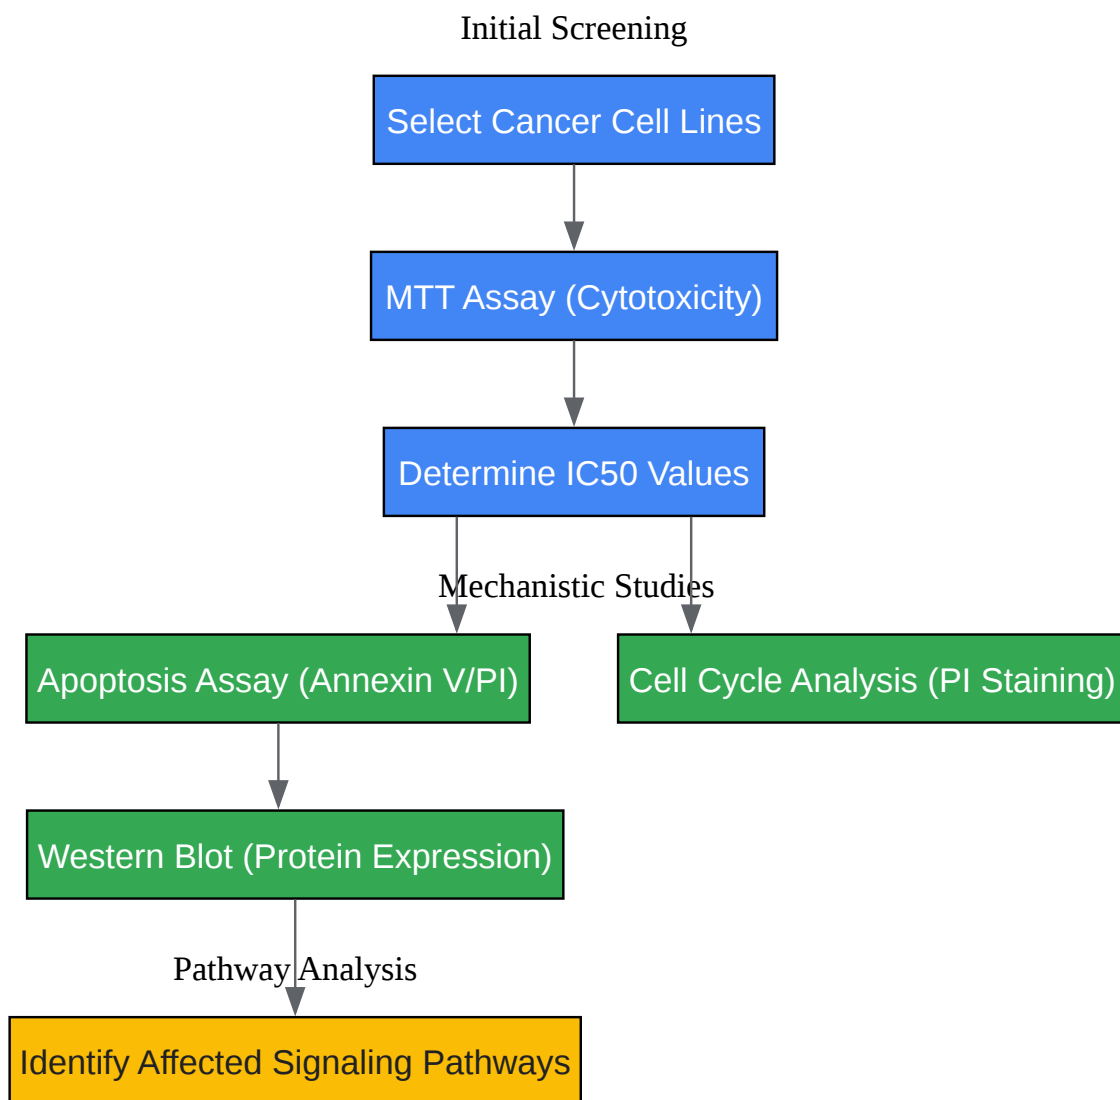 Initial Screening
Select Cancer Cell Lines
MTT Assay (Cytotoxicity)
Determine IC50 Values
Mechanistic Studies
Apoptosis Assay (Annexin V/PI)
Cell Cycle Analysis (PI Staining)
Western Blot (Protein Expression)
Pathway Analysis
Identify Affected Signaling Pathways